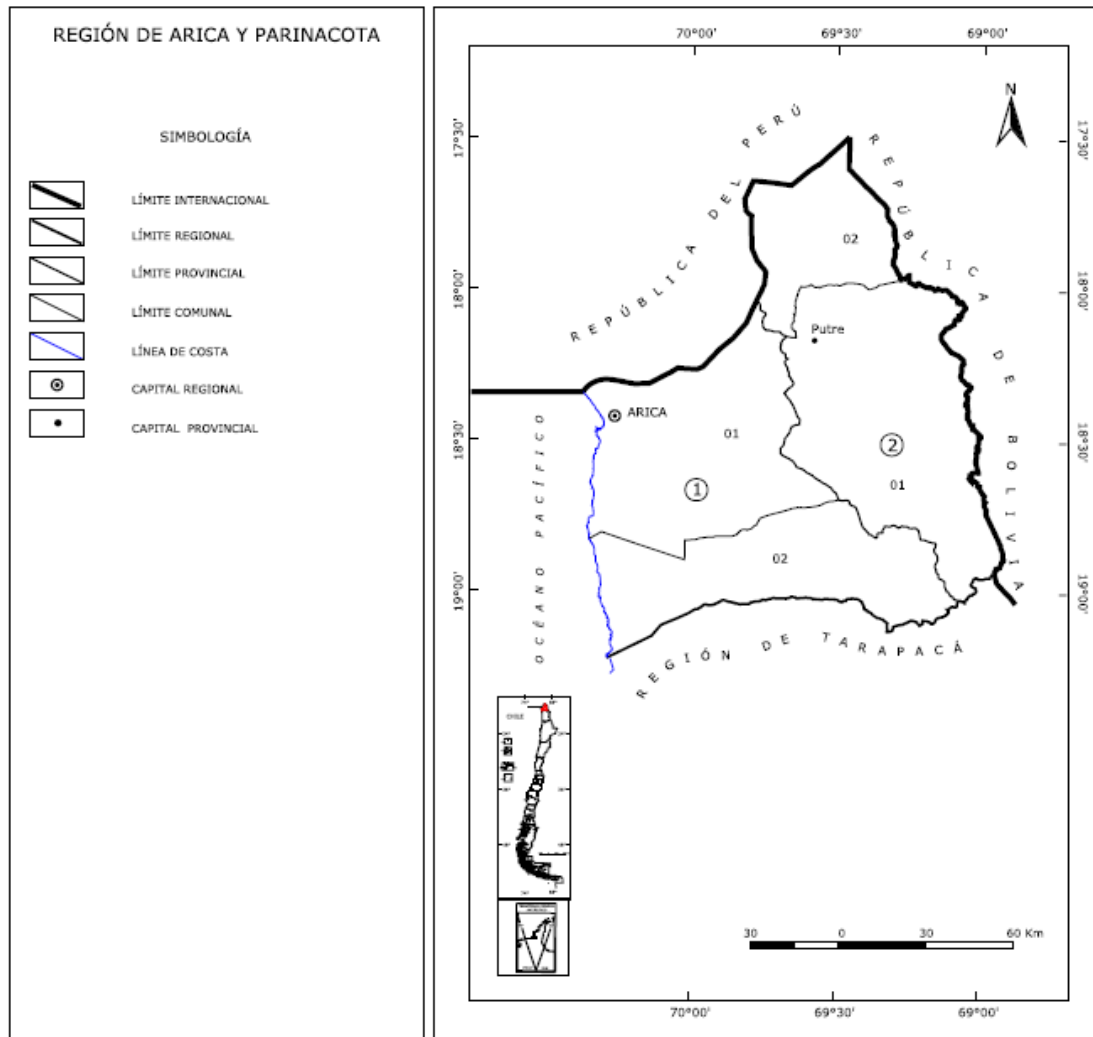 REGIÓN DE ARICA Y PARINACOTA
SIMBOLOGÍA
LÍMITE INTERNACIONAL
LÍMITE REGIONAL
LÍMITE PROVINCIAL
LÍMITE COMUNAL
LÍNEA DE COSTA
CAPITAL REGIONAL
CAPITAL PROVINCIAL
70°00' 69°30' 69°00'
N
17°30' 17°30'
REPÚBLICA DEL PERÚ
REPÚBLICA DE BOLIVIA
02
18°00' 18°00'
Putre
ARICA
01
18°30' 18°30'
2
01
1
OCÉANO PACÍFICO
02
19°00' 19°00'
REGIÓN DE TARAPACÁ
CHILE
30 0 30 60 Km
70°00' 69°30' 69°00'